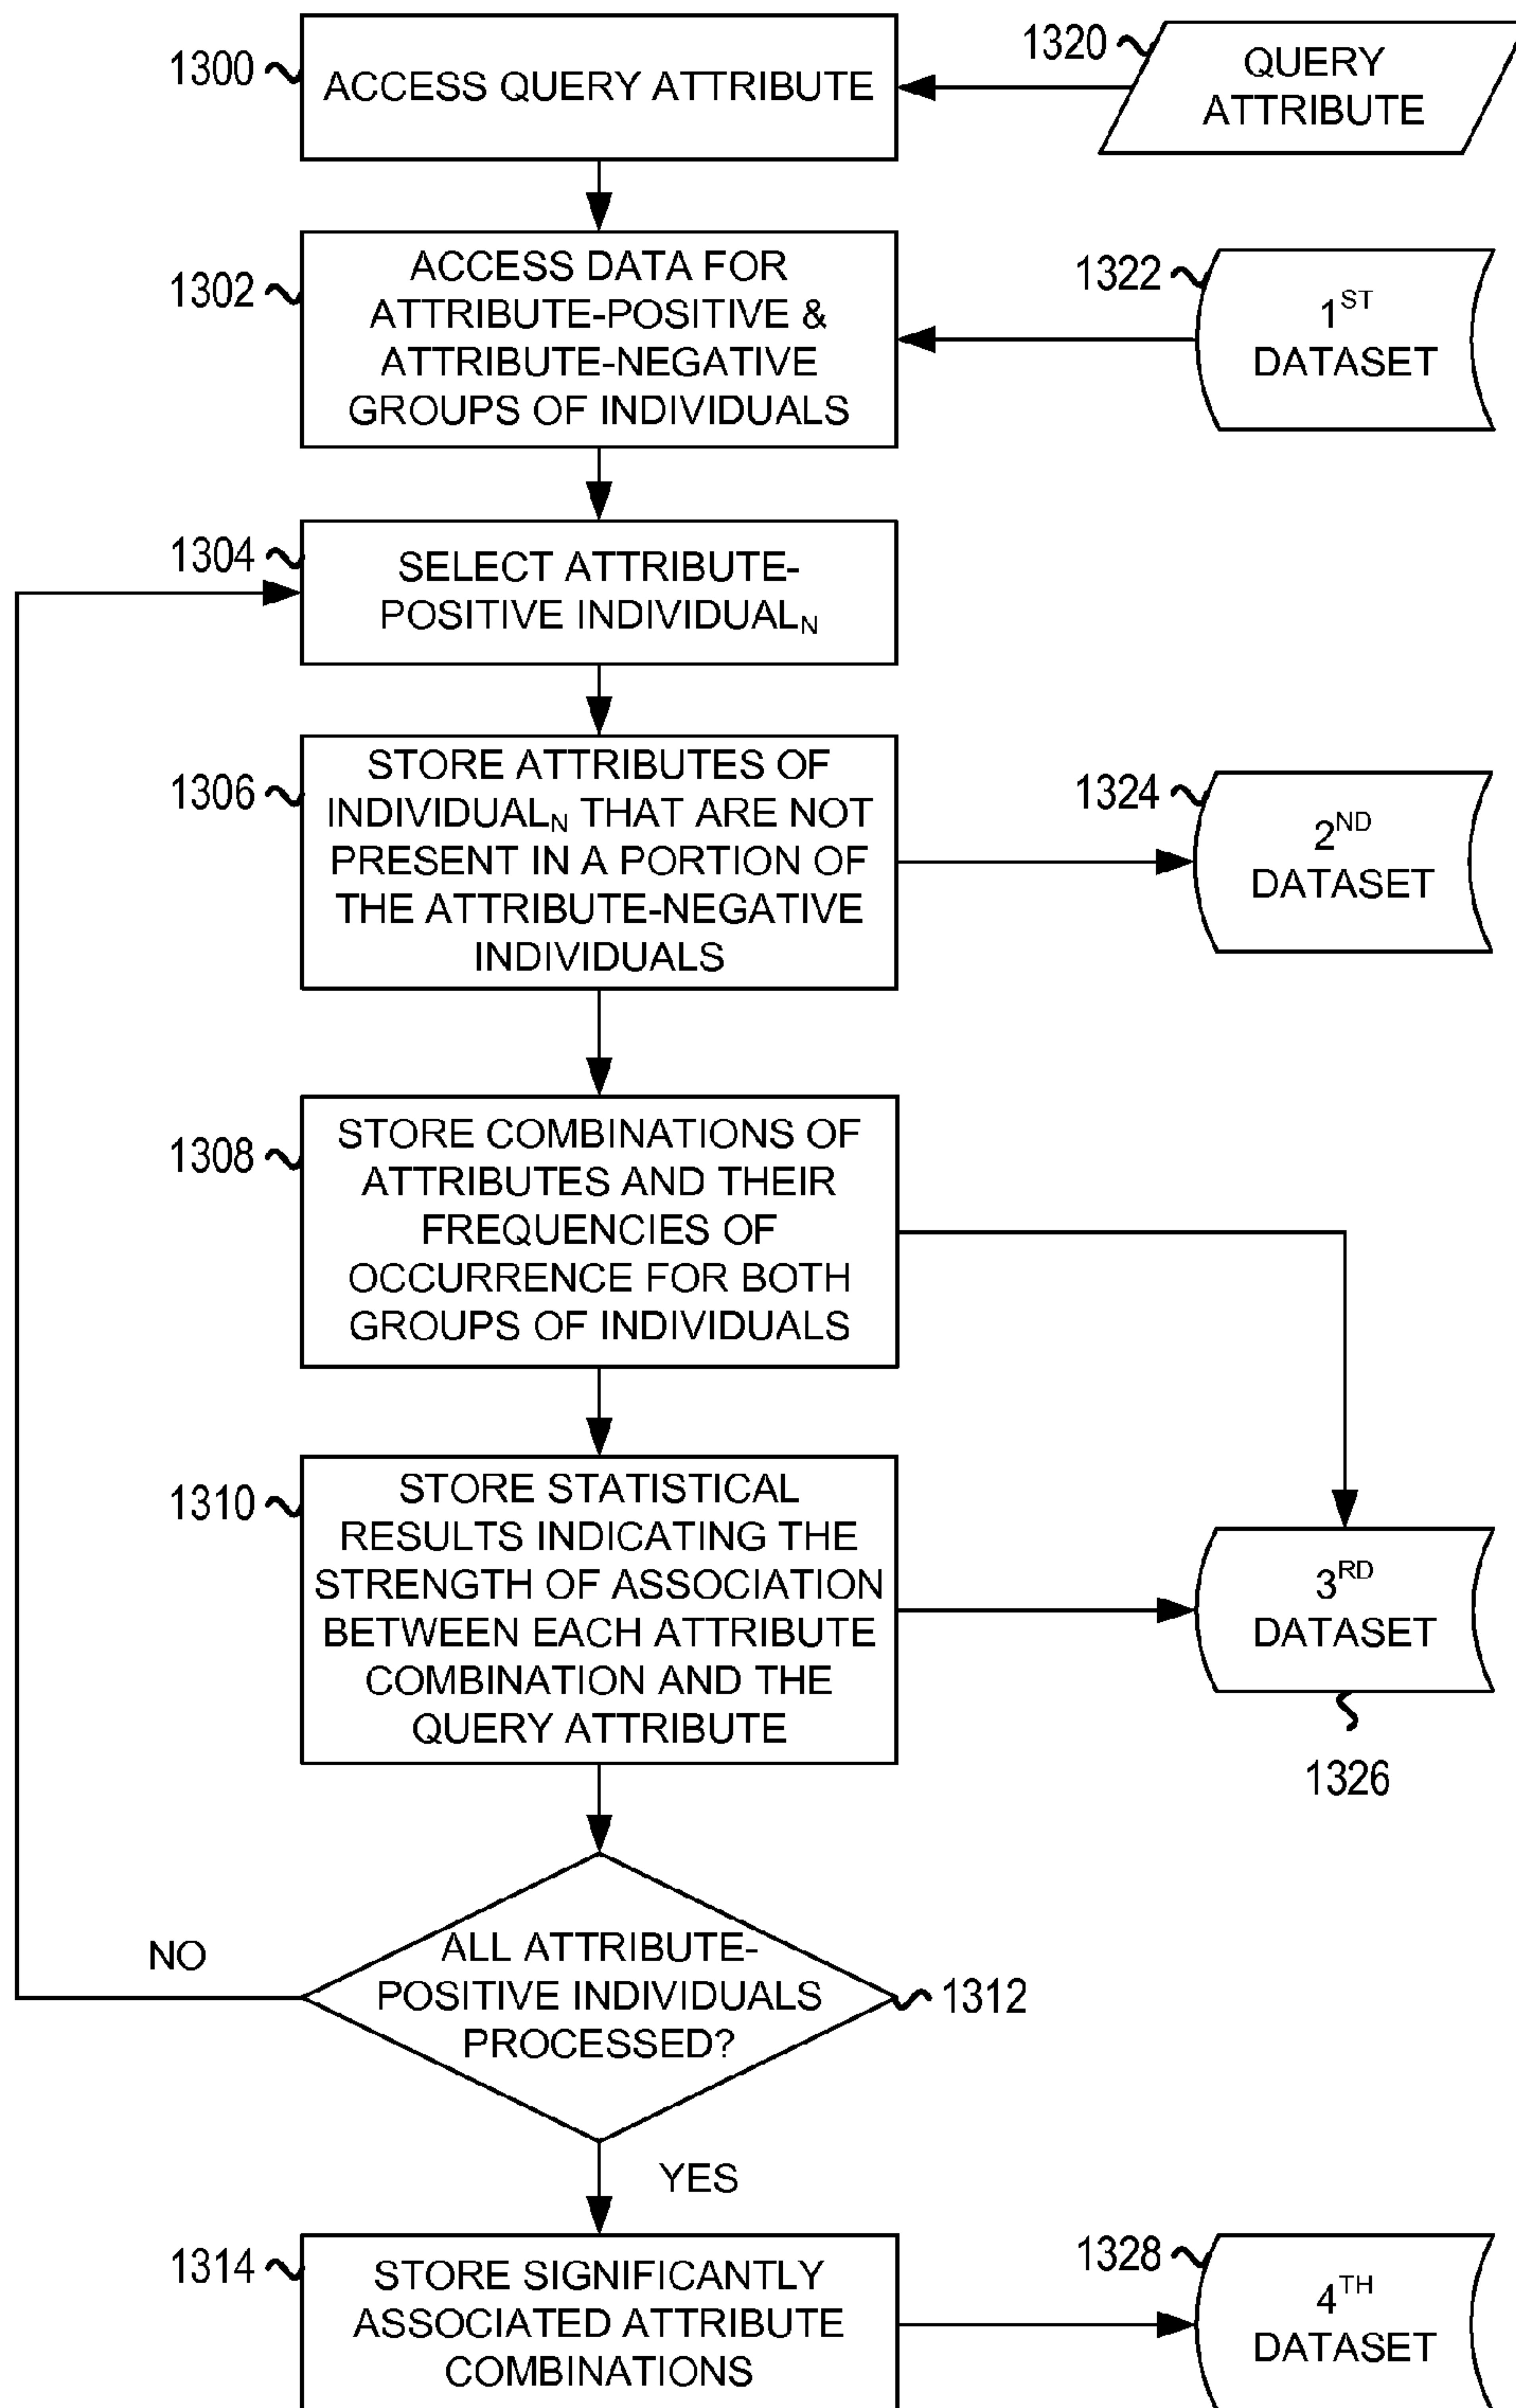 1300
ACCESS QUERY ATTRIBUTE
1320
QUERY
ATTRIBUTE
1302
ACCESS DATA FOR
ATTRIBUTE-POSITIVE &
ATTRIBUTE-NEGATIVE
GROUPS OF INDIVIDUALS
1322
1ST
DATASET
1304
SELECT ATTRIBUTE-
POSITIVE INDIVIDUALN
1306
STORE ATTRIBUTES OF
INDIVIDUALN THAT ARE NOT
PRESENT IN A PORTION OF
THE ATTRIBUTE-NEGATIVE
INDIVIDUALS
1324
2ND
DATASET
1308
STORE COMBINATIONS OF
ATTRIBUTES AND THEIR
FREQUENCIES OF
OCCURRENCE FOR BOTH
GROUPS OF INDIVIDUALS
1310
STORE STATISTICAL
RESULTS INDICATING THE
STRENGTH OF ASSOCIATION
BETWEEN EACH ATTRIBUTE
COMBINATION AND THE
QUERY ATTRIBUTE
3RD
DATASET
1326
NO
ALL ATTRIBUTE-
POSITIVE INDIVIDUALS
PROCESSED?
1312
YES
1314
STORE SIGNIFICANTLY
ASSOCIATED ATTRIBUTE
COMBINATIONS
1328
4TH
DATASET